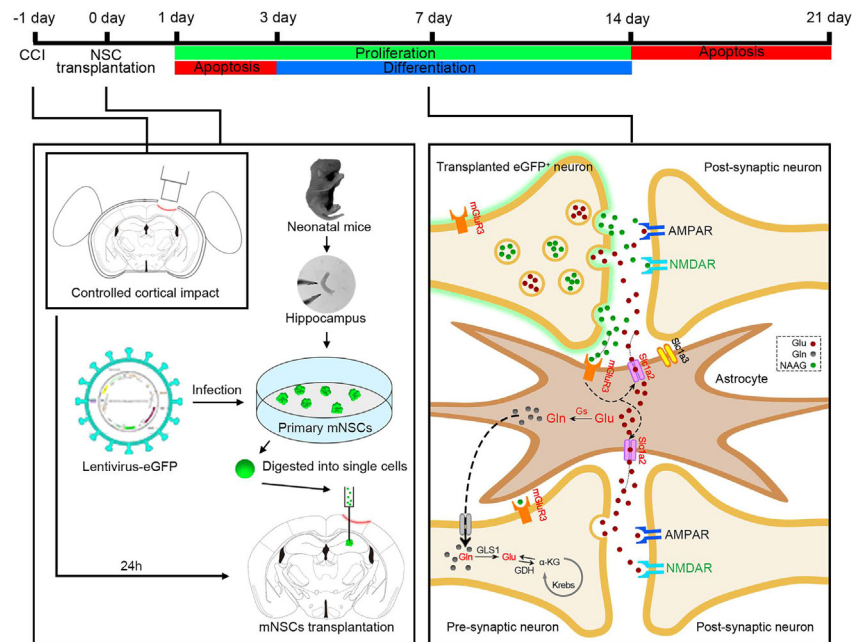 -1 day
0 day
1 day
3 day
7 day
14 day
21 day
CCI
NSC
transplantation
Proliferation
Apoptosis
Apoptosis
Differentiation
Controlled cortical impact
Neonatal mice
Hippocampus
Infection
Primary mNSCs
Lentivirus-eGFP
Digested into single cells
24h
mNSCs transplantation
Transplanted eGFP+ neuron
Post-synaptic neuron
mGluR3
AMPAR
NMDAR
Slc1a3
Slc1a2
Glu
Gln
NAAG
mGluR3
Astrocyte
Gln
Gs
Glu
Slc1a2
mGluR3
AMPAR
Gln
GLS1
Glu
GDH
α-KG
Krebs
NMDAR
Pre-synaptic neuron
Post-synaptic neuron